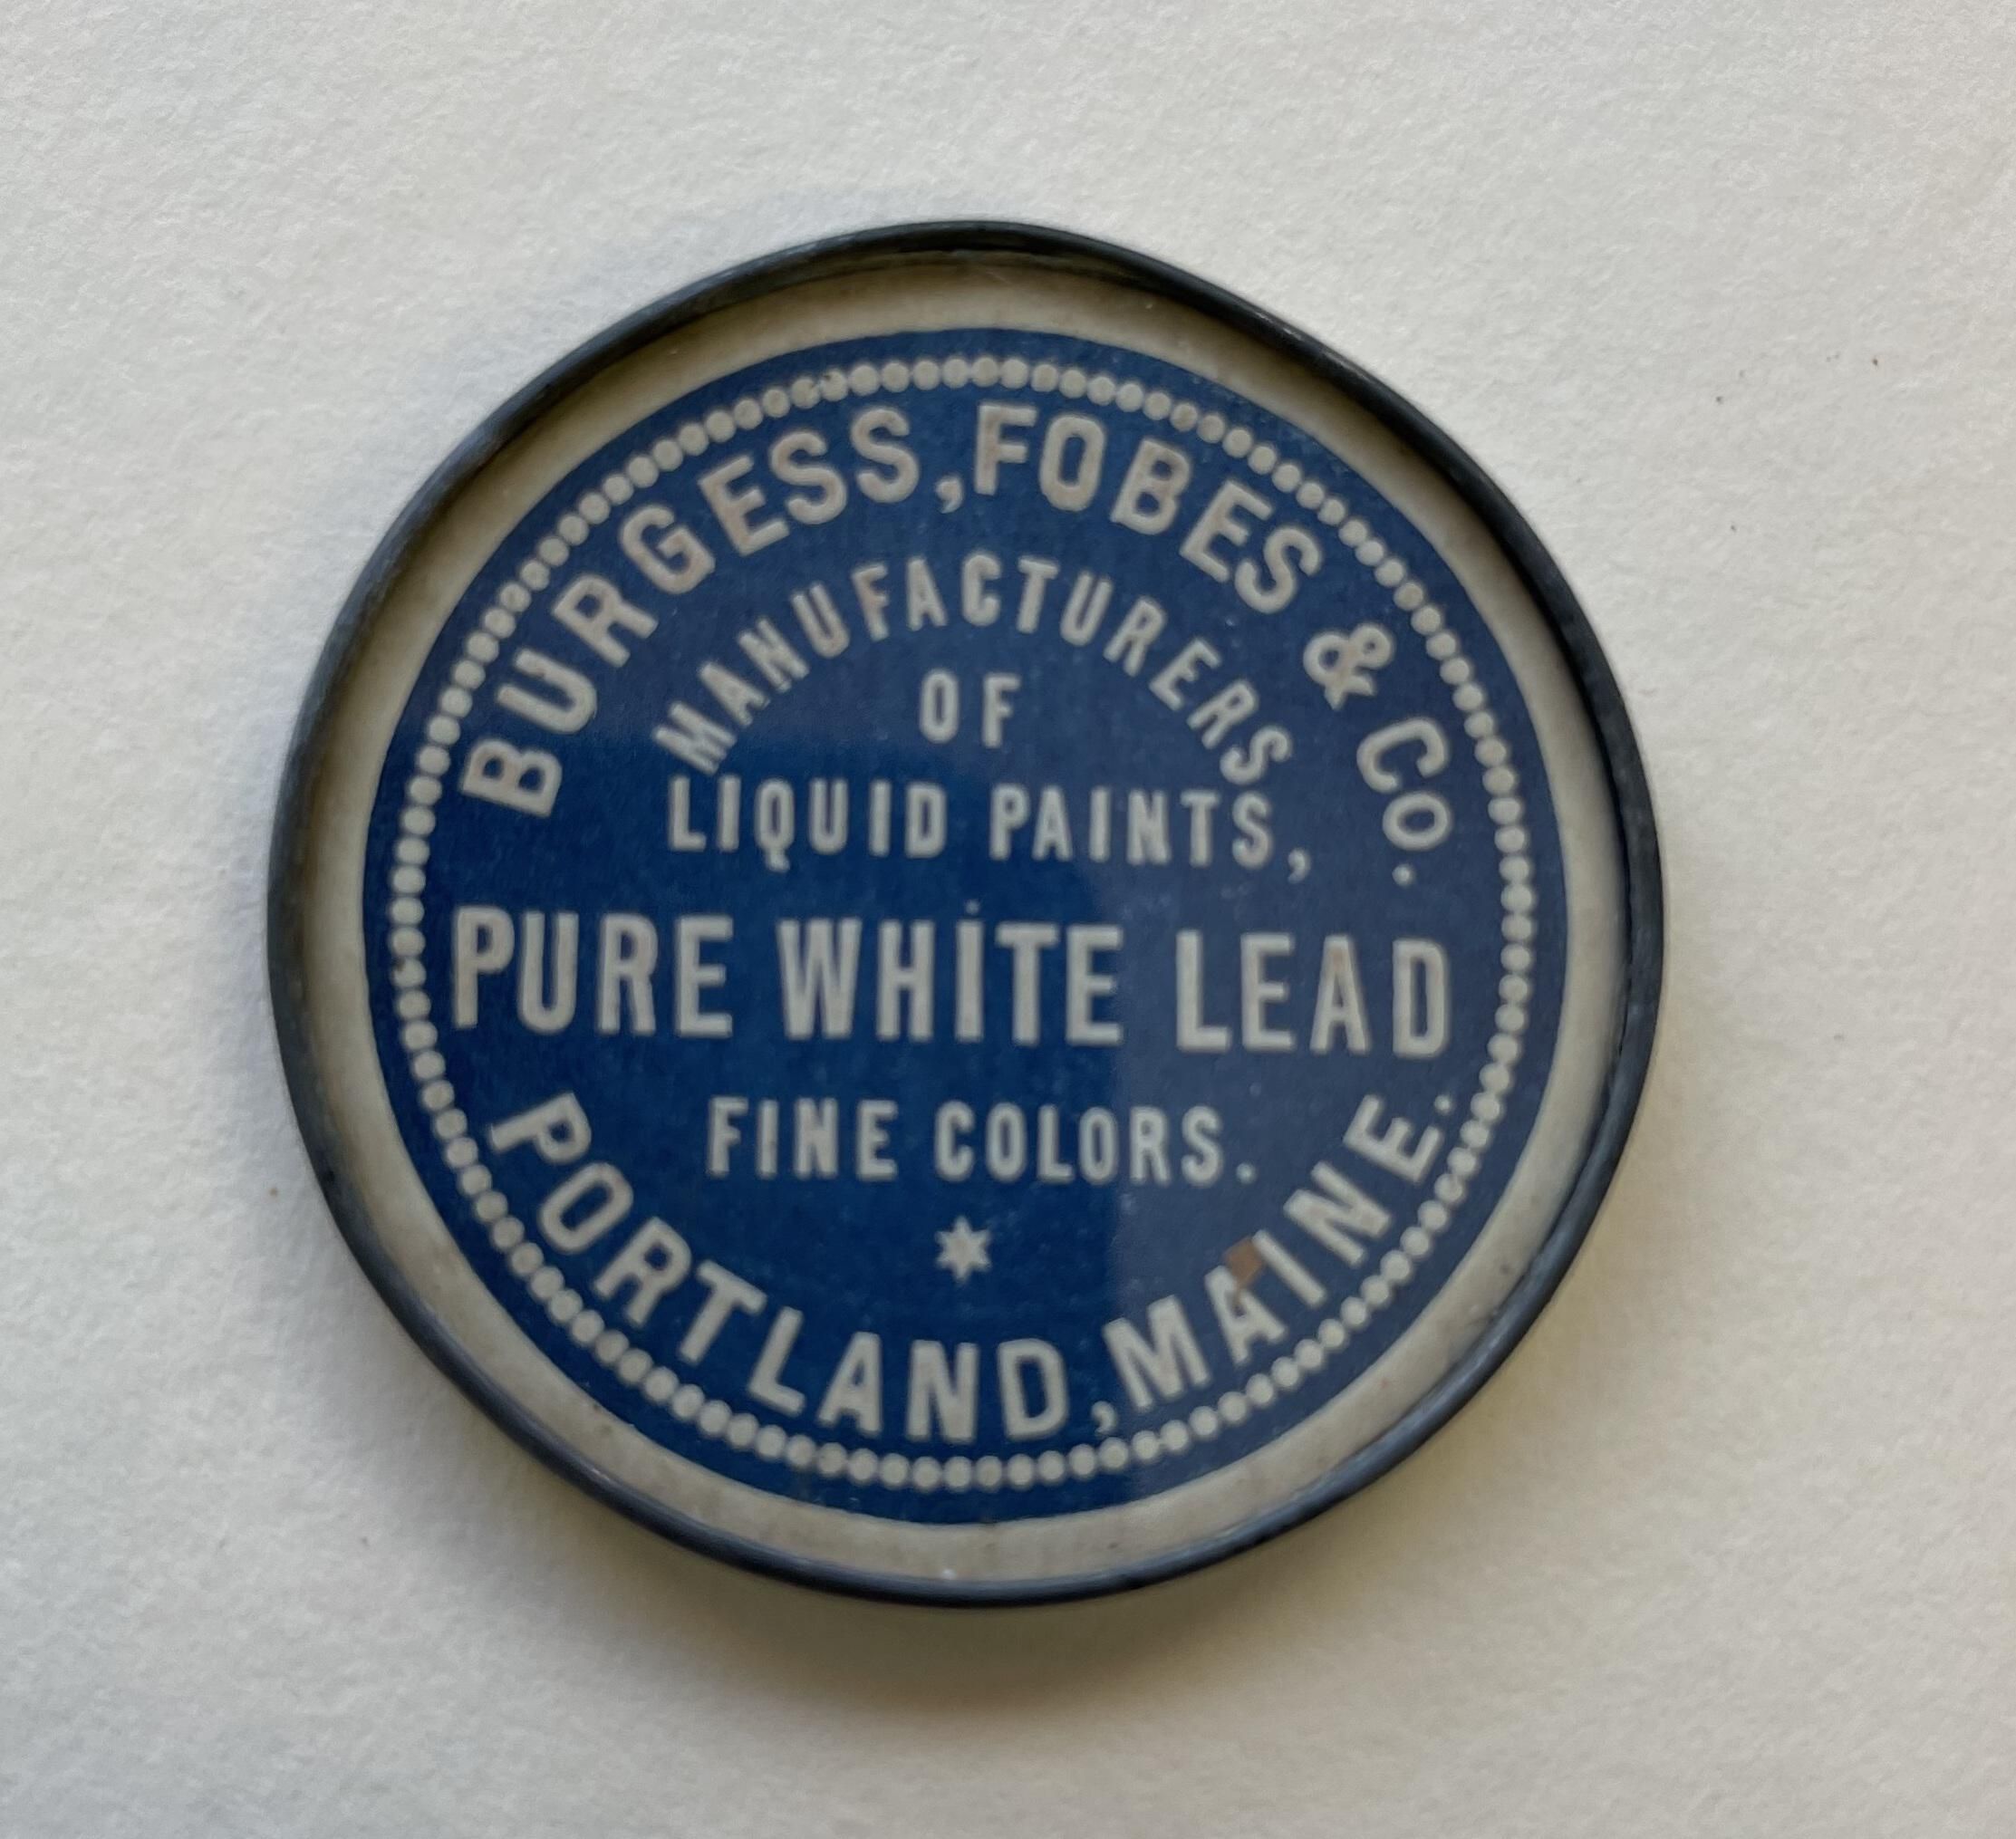 BURGESS, FOBES & CO.
MANUFACTURERS
OF
LIQUID PAINTS,
PURE WHITE LEAD
FINE COLORS.
PORTLAND, MAINE.